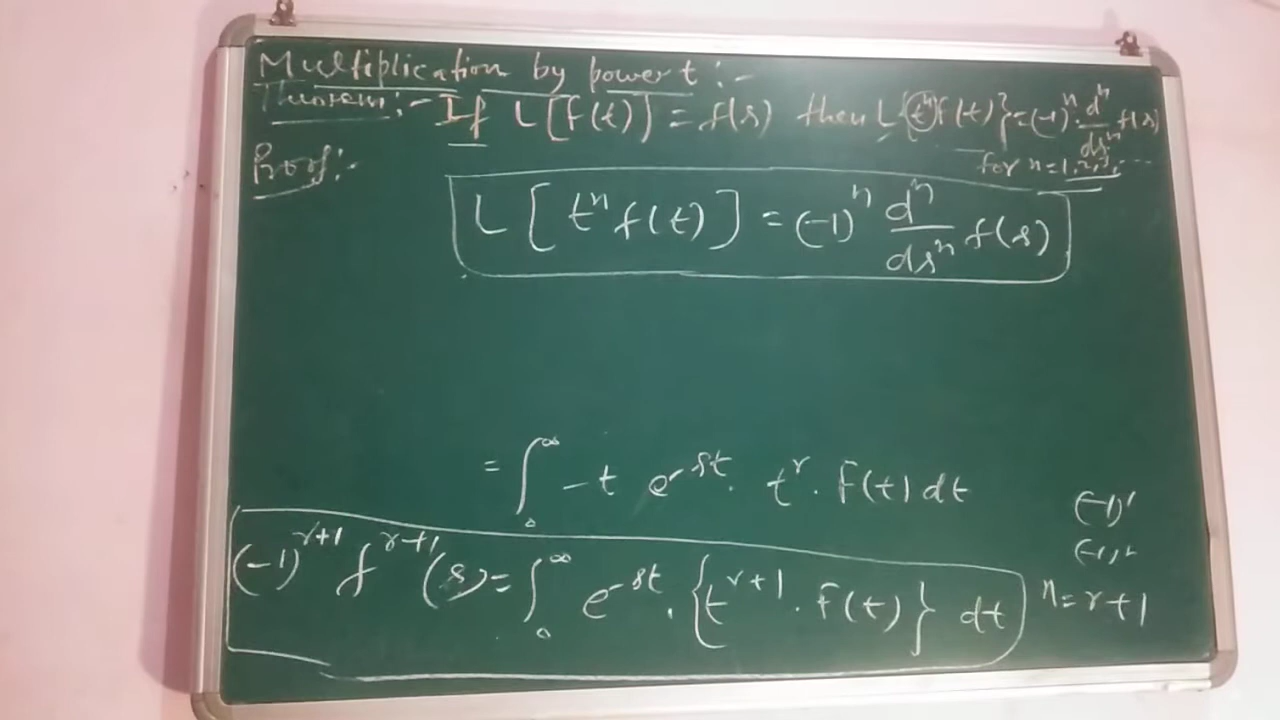 Multiplication by power t :-
Theorem :- If L[f(t)] = f(s) then L{tⁿ f(t)} = (-1)ⁿ · dⁿ/dsⁿ f(s)
for n = 1, 2, 3, ...
Proof :-
L [ tⁿ f(t) ] = (-1)ⁿ dⁿ/dsⁿ f(s)
= ∫₀^∞ -t e^-st · t^r · F(t) dt
(-1)^r+1 f^r+1 (s) = ∫₀^∞ e^-st · { t^r+1 · F(t) } dt
(-1)'
(-1)²
n = r+1